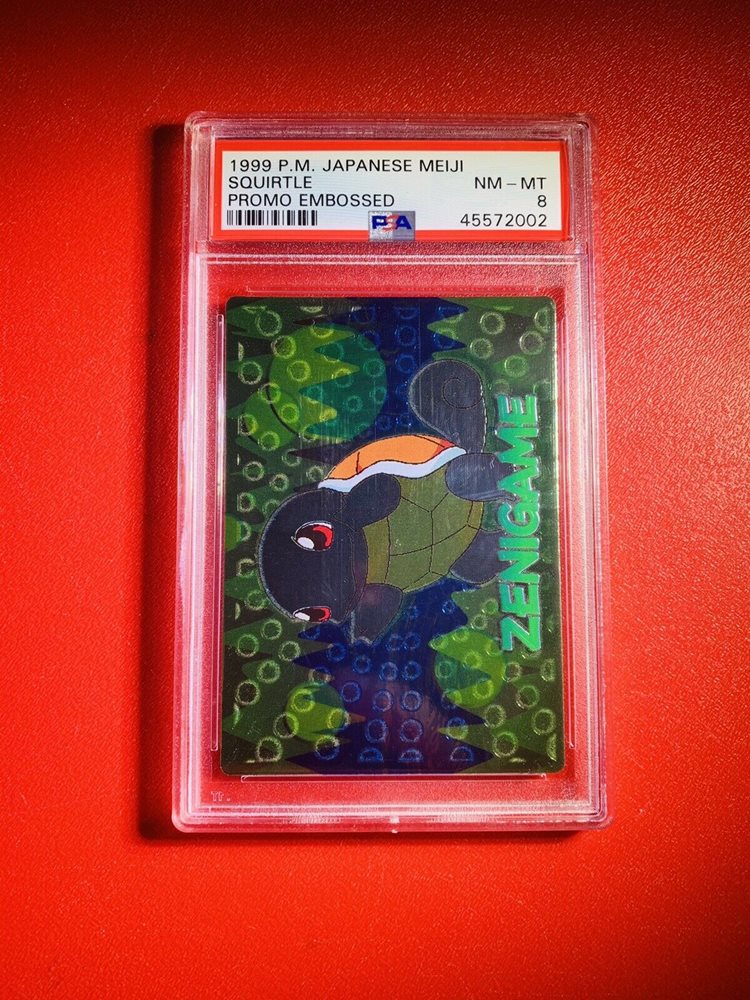 1999 P.M. JAPANESE MEIJI
SQUIRTLE NM – MT
PROMO EMBOSSED 8
PSA 45572002
ZENIGAME